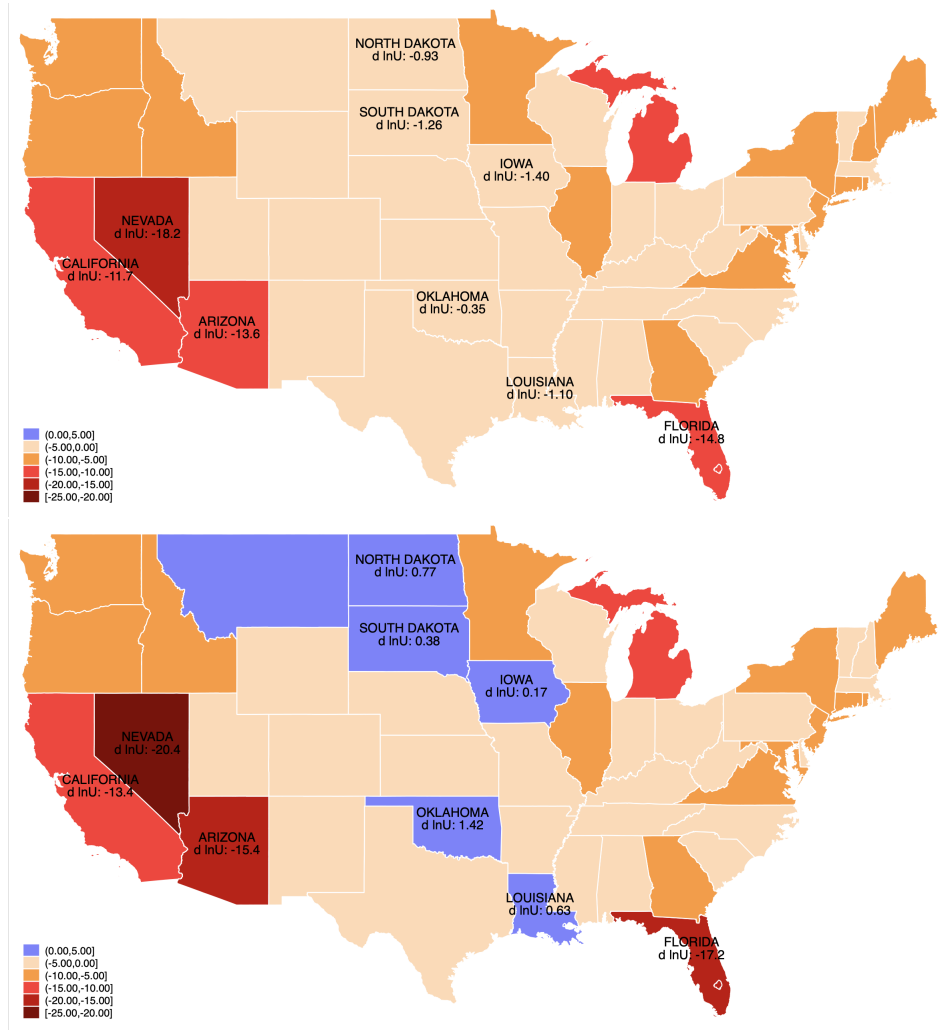 NORTH DAKOTA
d lnU: -0.93
SOUTH DAKOTA
d lnU: -1.26
IOWA
d lnU: -1.40
NEVADA
d lnU: -18.2
CALIFORNIA
d lnU: -11.7
OKLAHOMA
d lnU: -0.35
ARIZONA
d lnU: -13.6
LOUISIANA
d lnU: -1.10
FLORIDA
d lnU: -14.8
(0.00,5.00]
(-5.00,0.00]
(-10.00,-5.00]
(-15.00,-10.00]
(-20.00,-15.00]
[-25.00,-20.00]
NORTH DAKOTA
d lnU: 0.77
SOUTH DAKOTA
d lnU: 0.38
IOWA
d lnU: 0.17
NEVADA
d lnU: -20.4
CALIFORNIA
d lnU: -13.4
OKLAHOMA
d lnU: 1.42
ARIZONA
d lnU: -15.4
LOUISIANA
d lnU: 0.63
FLORIDA
d lnU: -17.2
(0.00,5.00]
(-5.00,0.00]
(-10.00,-5.00]
(-15.00,-10.00]
(-20.00,-15.00]
[-25.00,-20.00]